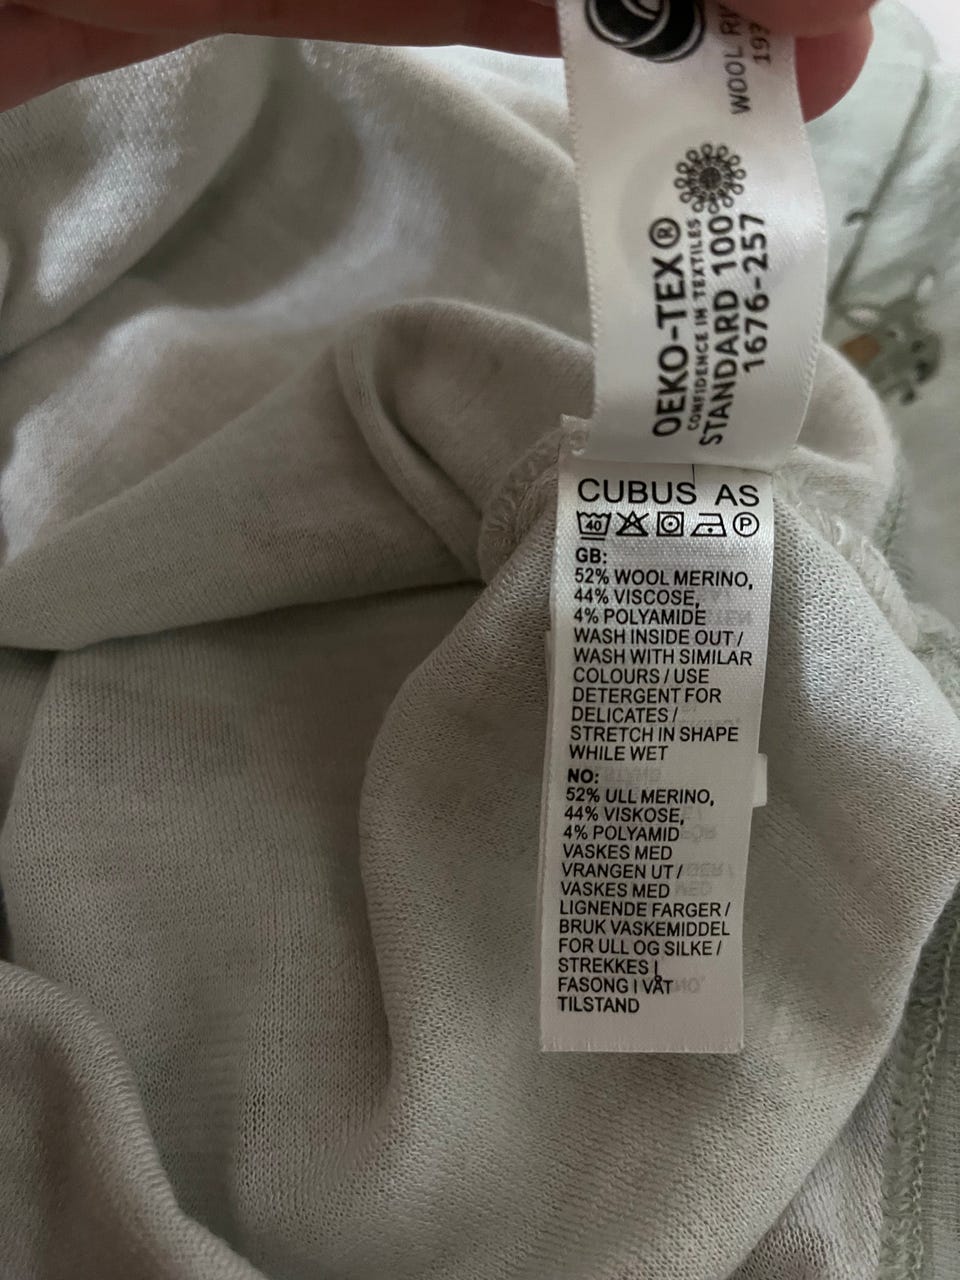 WOOL
OEKO-TEX®
CONFIDENCE IN TEXTILES
STANDARD 100
1676-257
CUBUS AS
40
P
GB:
52% WOOL MERINO,
44% VISCOSE,
4% POLYAMIDE
WASH INSIDE OUT /
WASH WITH SIMILAR
COLOURS / USE
DETERGENT FOR
DELICATES /
STRETCH IN SHAPE
WHILE WET
NO:
52% ULL MERINO,
44% VISKOSE,
4% POLYAMID
VASKES MED
VRANGEN UT /
VASKES MED
LIGNENDE FARGER /
BRUK VASKEMIDDEL
FOR ULL OG SILKE /
STREKKES I
FASONG I VÅT
TILSTAND